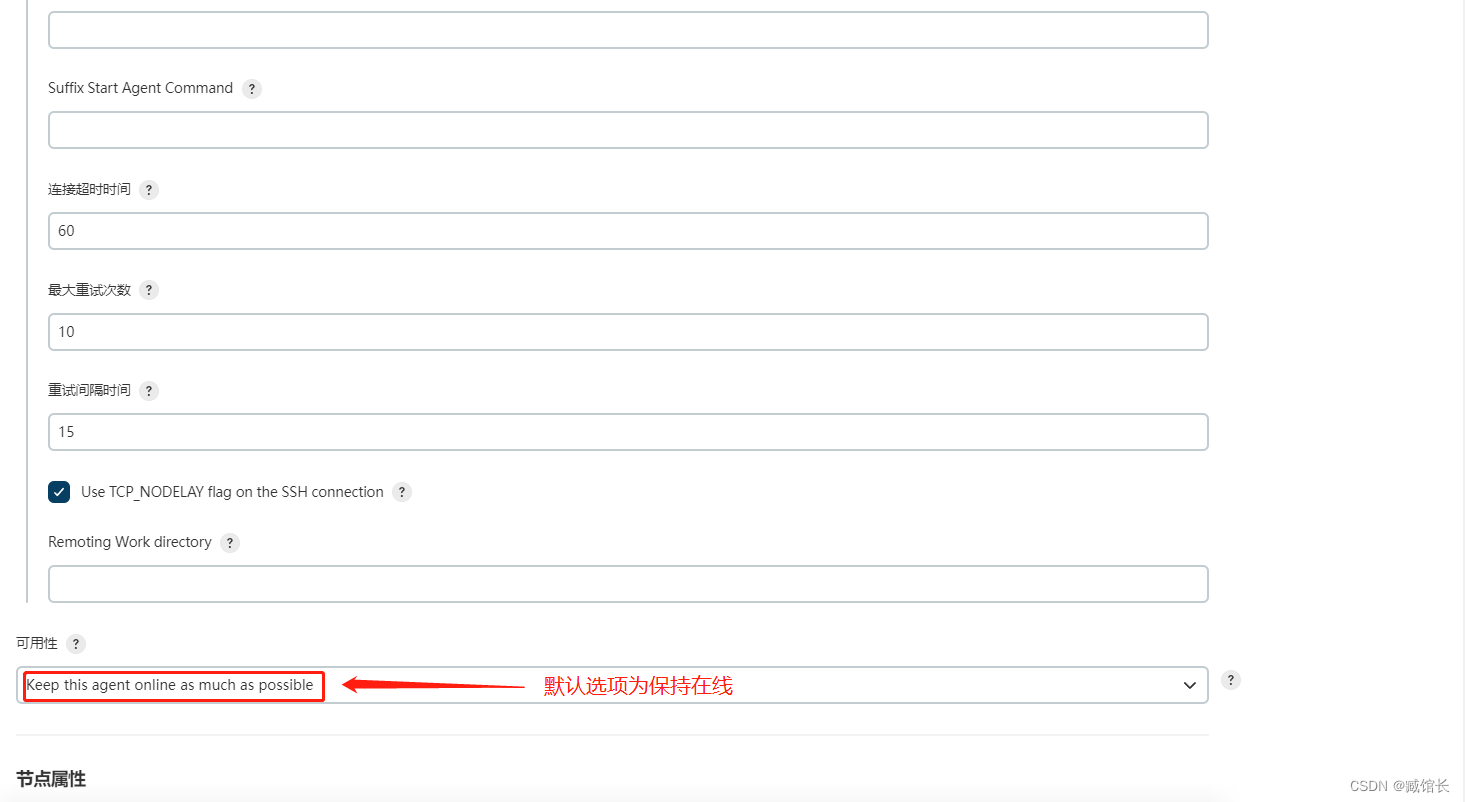 Suffix Start Agent Command ?
连接超时时间 ?
60
最大重试次数 ?
10
重试间隔时间 ?
15
Use TCP_NODELAY flag on the SSH connection ?
Remoting Work directory ?
可用性 ?
Keep this agent online as much as possible
默认选项为保持在线
?
节点属性
CSDN @臧馆长